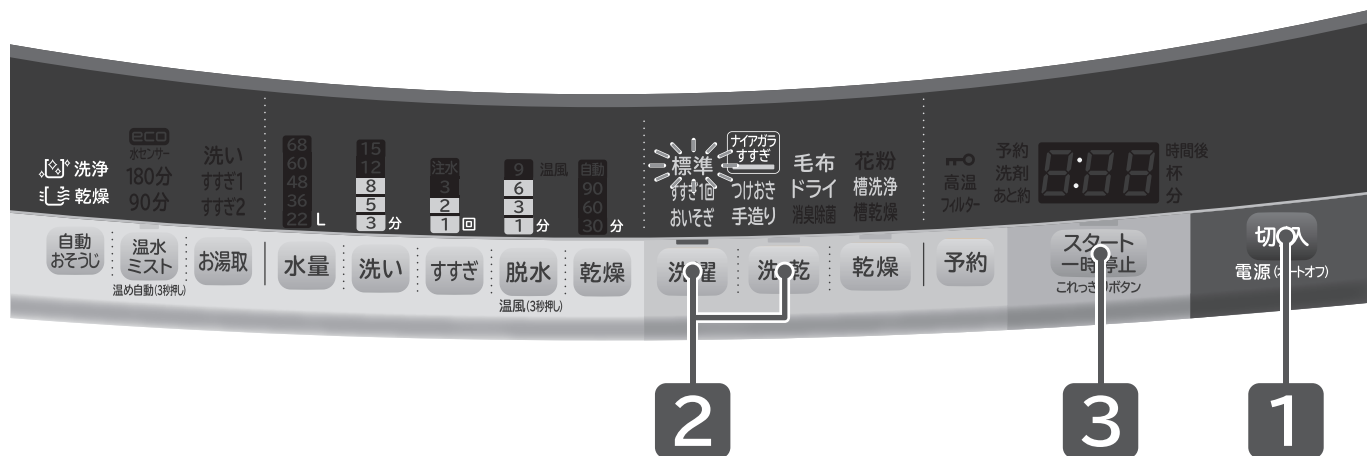 洗浄
乾燥
eco
水センサー
180分
90分
洗い
すすぎ1
すすぎ2
68
60
48
36
22 L
15
12
8
5
3 分
注水
3
2
1 回
9 温風
6
3
1 分
自動
90
60
30 分
標準
すすぎ1回
おいそぎ
ナイアガラ
すすぎ
つけおき
手造り
毛布
ドライ
消臭除菌
花粉
槽洗浄
槽乾燥
高温
フィルター
予約
洗剤
あと約
8:88
時間後
杯
分
自動
おそうじ
温水
ミスト
温め自動(3秒押し)
お湯取
水量
洗い
すすぎ
脱水
温風(3秒押し)
乾燥
洗濯
洗乾
乾燥
予約
スタート
一時停止
これっきりボタン
切入
電源(オートオフ)
2
3
1